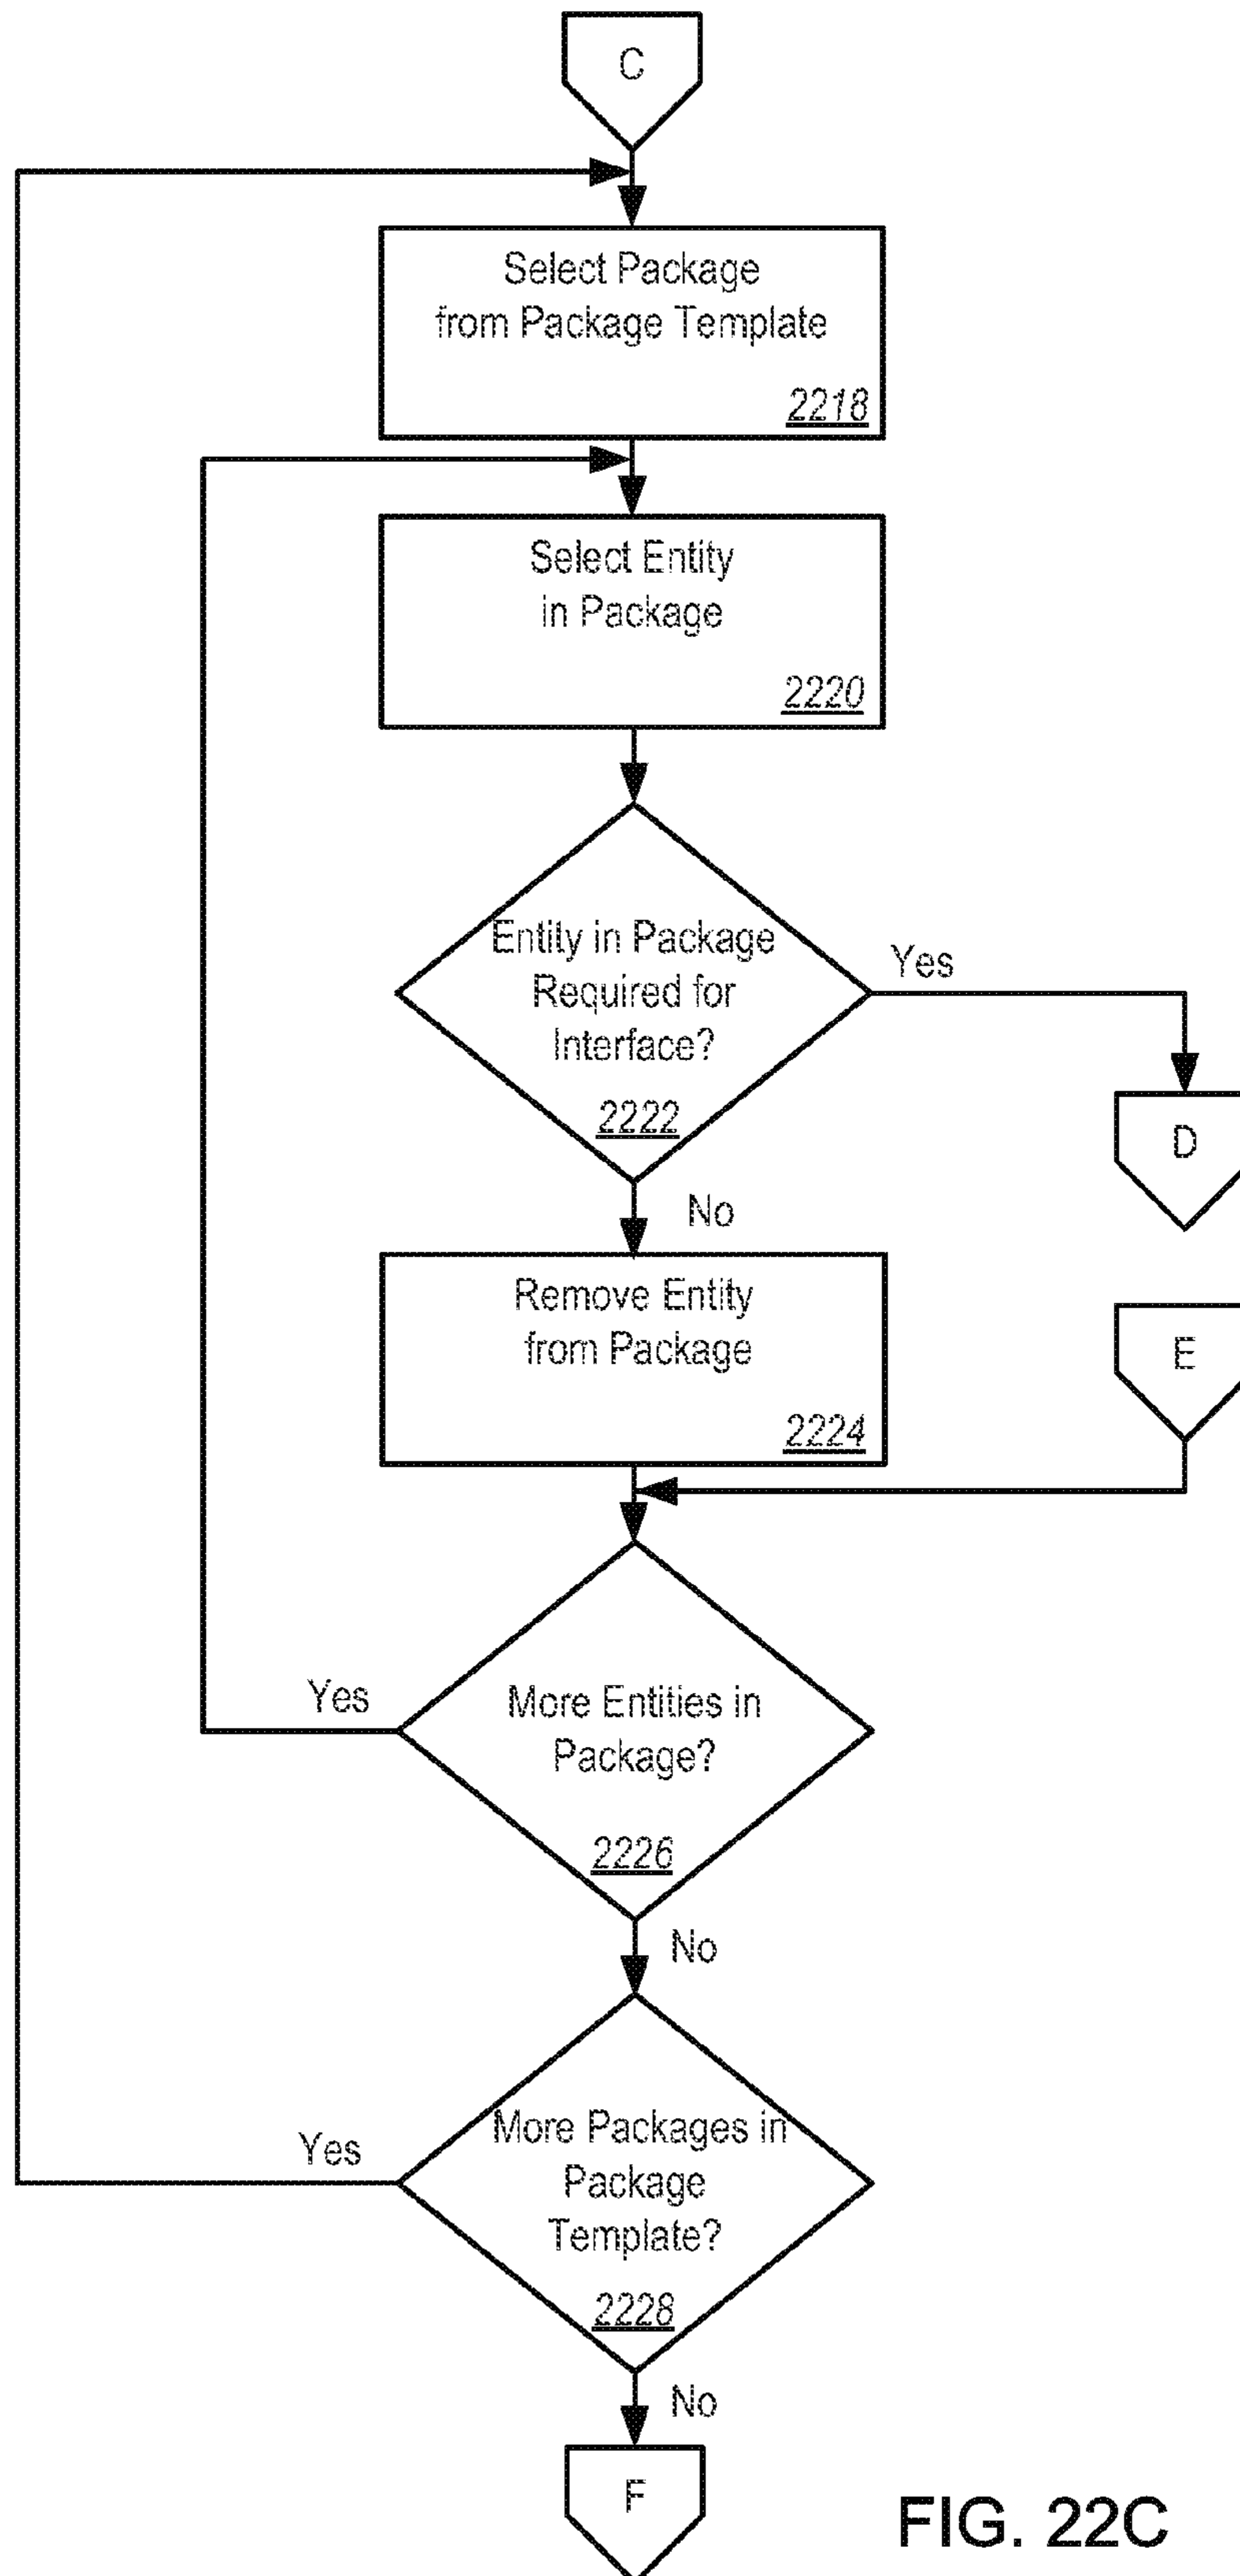 C
Select Package
from Package Template
2218
Select Entity
in Package
2220
Entity in Package
Required for
Interface?
2222
Yes
D
No
Remove Entity
from Package
2224
E
More Entities in
Package?
2226
Yes
No
More Packages in
Package
Template?
2228
Yes
No
F
FIG. 22C